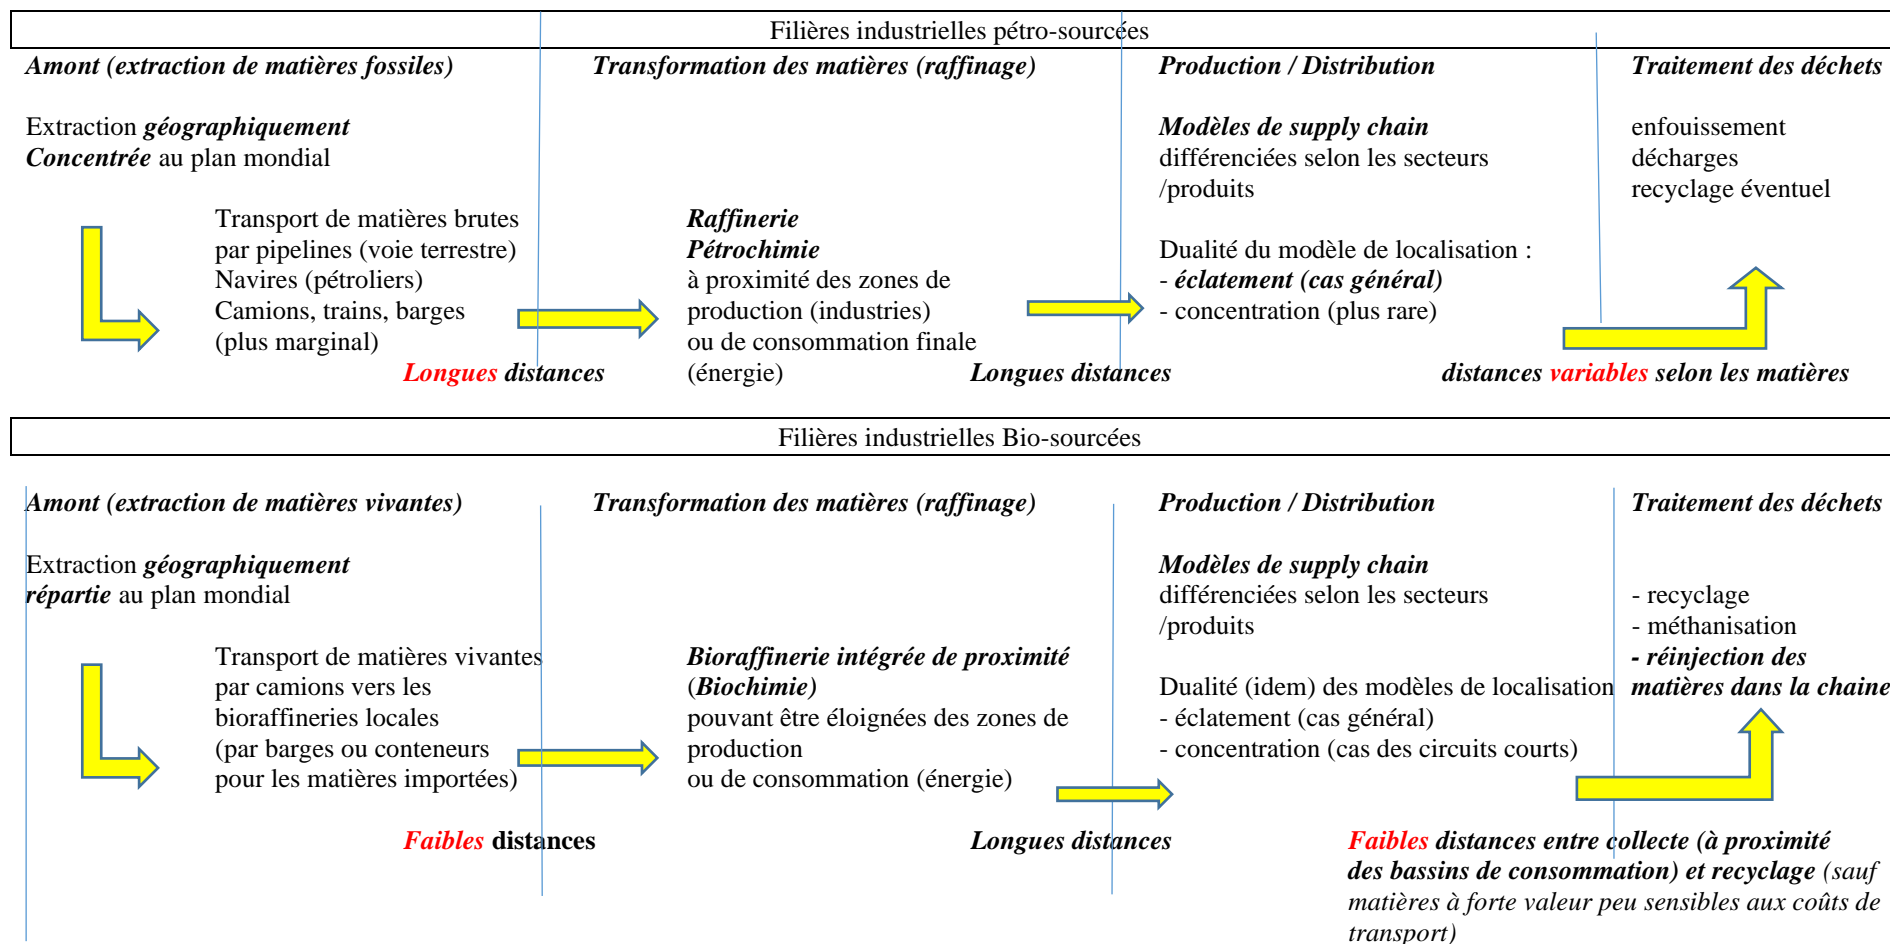 Filières industrielles pétro-sourcées
Amont (extraction de matières fossiles)
Extraction géographiquement
Concentrée au plan mondial
Transport de matières brutes
par pipelines (voie terrestre)
Navires (pétroliers)
Camions, trains, barges
(plus marginal)
Longues distances
Transformation des matières (raffinage)
Raffinerie
Pétrochimie
à proximité des zones de
production (industries)
ou de consommation finale
(énergie)
Longues distances
Production / Distribution
Modèles de supply chain
différenciées selon les secteurs
/produits
Dualité du modèle de localisation :
- éclatement (cas général)
- concentration (plus rare)
distances variables selon les matières
Traitement des déchets
enfouissement
décharges
recyclage éventuel
Filières industrielles Bio-sourcées
Amont (extraction de matières vivantes)
Extraction géographiquement
répartie au plan mondial
Transport de matières vivantes
par camions vers les
bioraffineries locales
(par barges ou conteneurs
pour les matières importées)
Faibles distances
Transformation des matières (raffinage)
Bioraffinerie intégrée de proximité
(Biochimie)
pouvant être éloignées des zones de
production
ou de consommation (énergie)
Longues distances
Production / Distribution
Modèles de supply chain
différenciées selon les secteurs
/produits
Dualité (idem) des modèles de localisation
- éclatement (cas général)
- concentration (cas des circuits courts)
Traitement des déchets
- recyclage
- méthanisation
- réinjection des
matières dans la chaine
Faibles distances entre collecte (à proximité
des bassins de consommation) et recyclage (sauf
matières à forte valeur peu sensibles aux coûts de
transport)